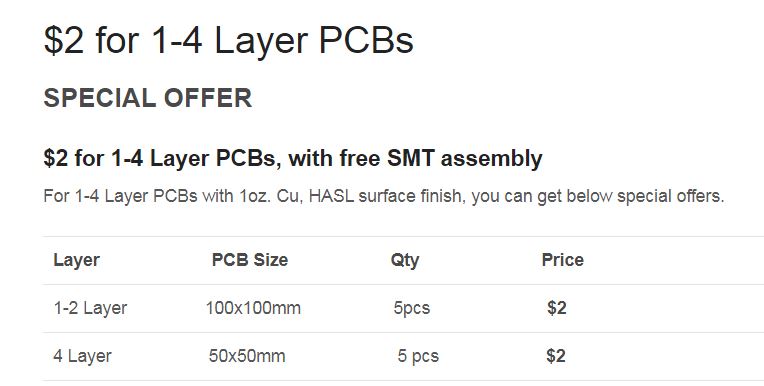 $2 for 1-4 Layer PCBs
SPECIAL OFFER
$2 for 1-4 Layer PCBs, with free SMT assembly
For 1-4 Layer PCBs with 1oz. Cu, HASL surface finish, you can get below special offers.
Layer PCB Size Qty Price
1-2 Layer 100x100mm 5pcs $2
4 Layer 50x50mm 5 pcs $2